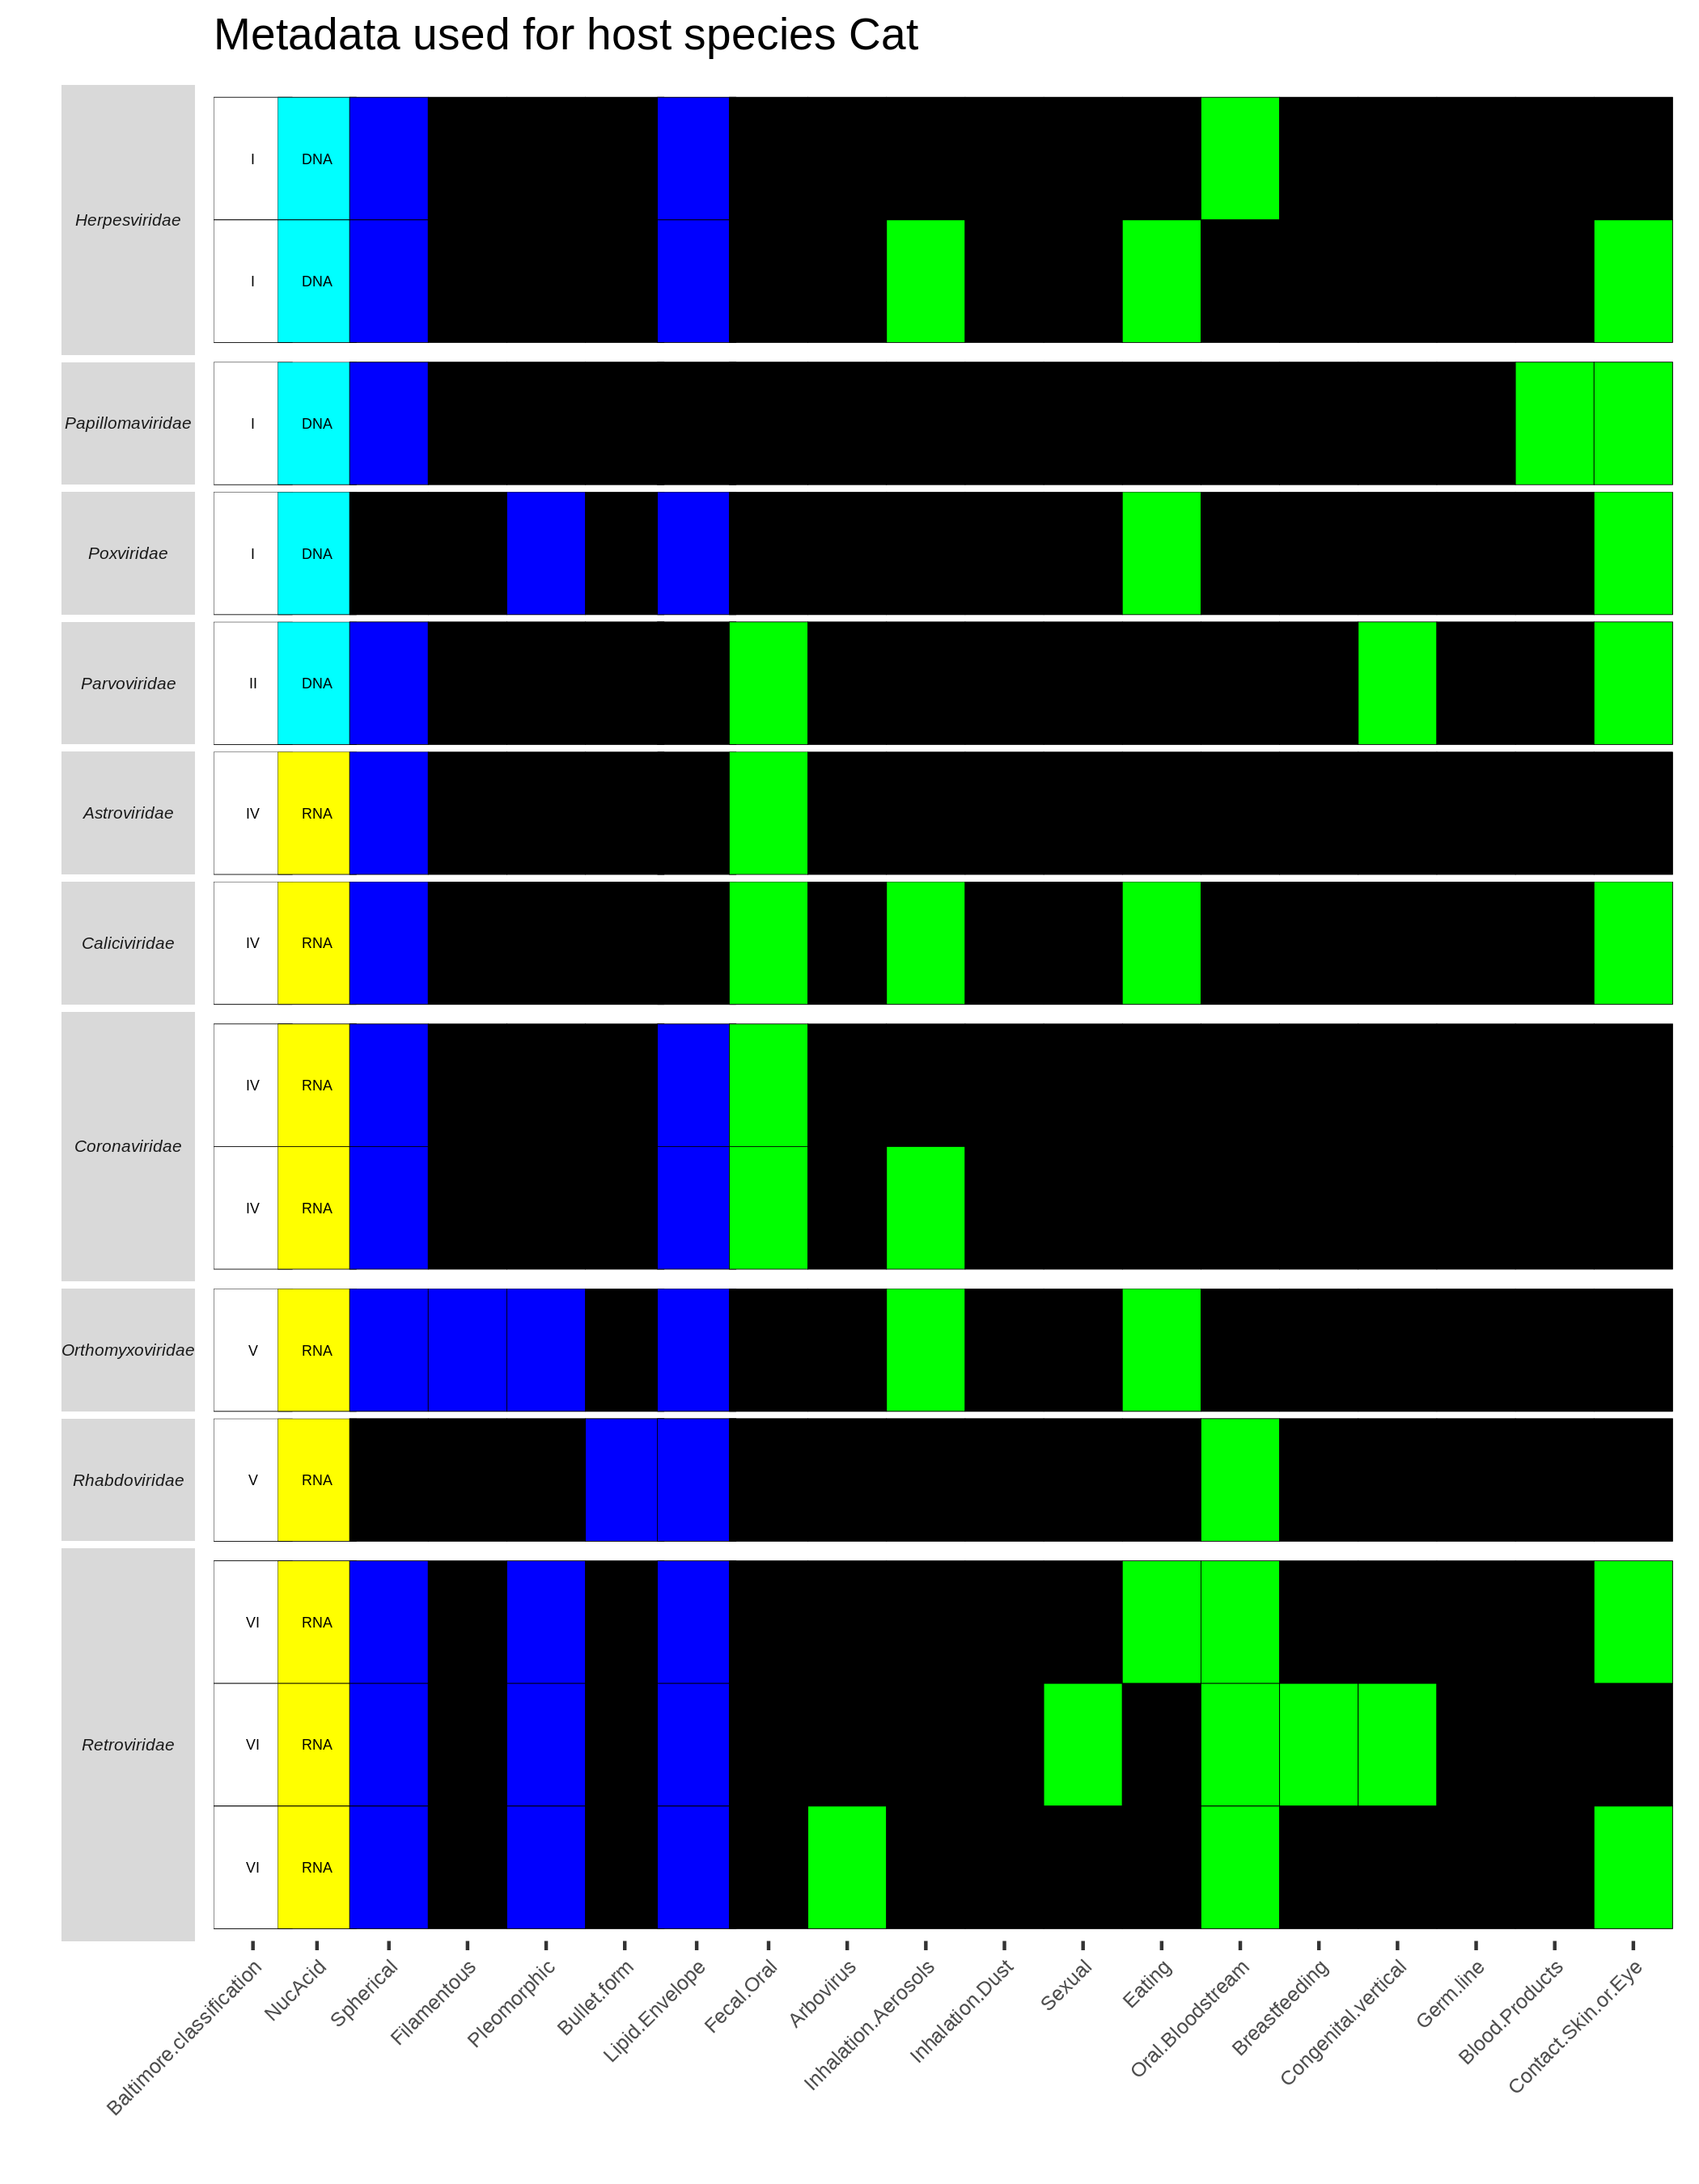 Metadata used for host species Cat
Herpesviridae
I DNA
I DNA
Papillomaviridae
I DNA
Poxviridae
I DNA
Parvoviridae
II DNA
Astroviridae
IV RNA
Caliciviridae
IV RNA
Coronaviridae
IV RNA
IV RNA
Orthomyxoviridae
V RNA
Rhabdoviridae
V RNA
Retroviridae
VI RNA
VI RNA
VI RNA
Baltimore.classification
NucAcid
Spherical
Filamentous
Pleomorphic
Bullet.form
Lipid.Envelope
Fecal.Oral
Arbovirus
Inhalation.Aerosols
Inhalation.Dust
Sexual
Eating
Oral.Bloodstream
Breastfeeding
Congenital.vertical
Germ.line
Blood.Products
Contact.Skin.or.Eye